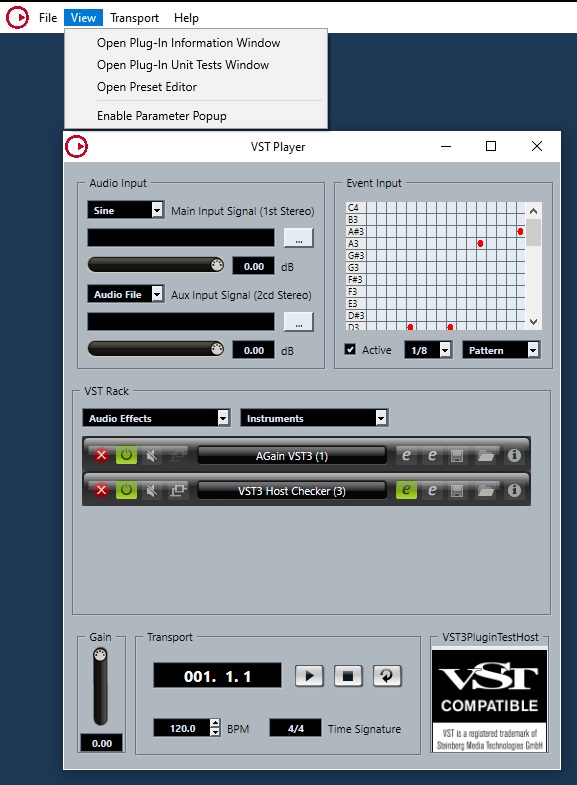 File View Transport Help
Open Plug-In Information Window
Open Plug-In Unit Tests Window
Open Preset Editor
Enable Parameter Popup
VST Player
Audio Input
Sine Main Input Signal (1st Stereo)
...
0.00 dB
Audio File Aux Input Signal (2cd Stereo)
...
0.00 dB
Event Input
C4
B3
A#3
A3
G#3
G3
F#3
F3
E3
D#3
D3
Active 1/8 Pattern
VST Rack
Audio Effects Instruments
AGain VST3 (1) e e i
VST3 Host Checker (3) e e i
Gain
0.00
Transport
001. 1. 1
120.0 BPM 4/4 Time Signature
VST3PluginTestHost
VST
COMPATIBLE
VST is a registered trademark of
Steinberg Media Technologies GmbH